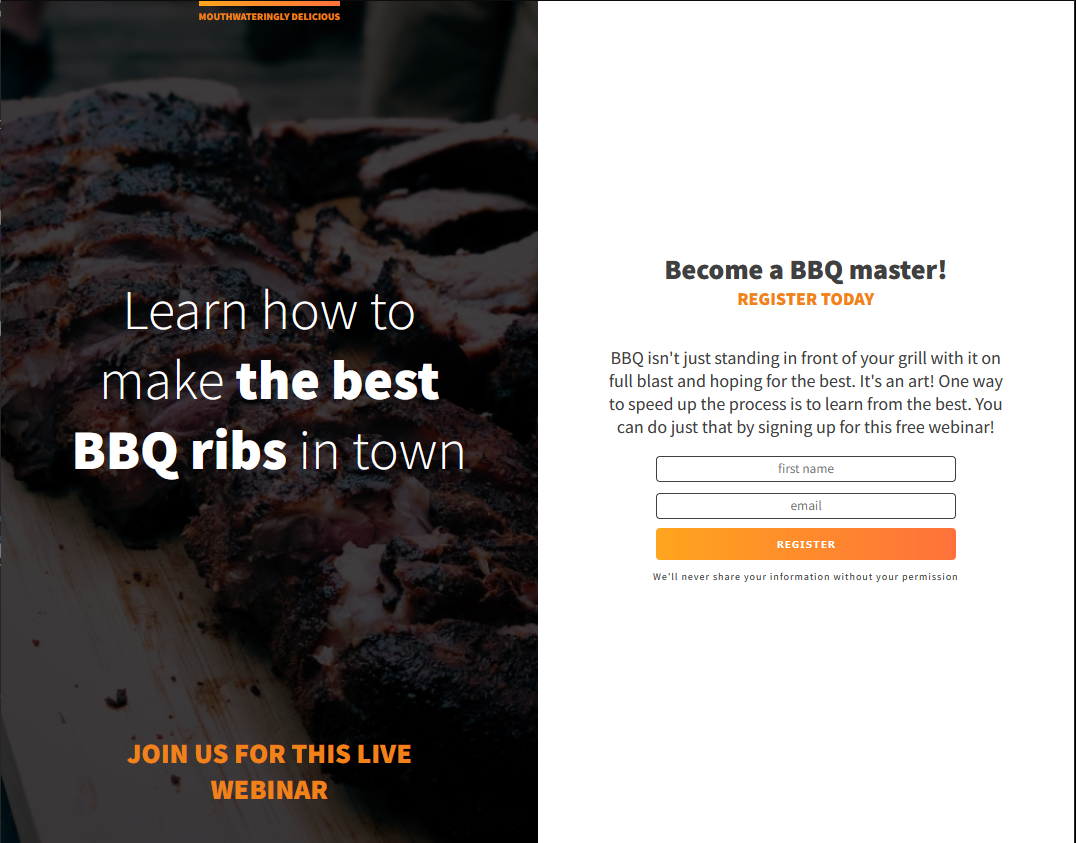 MOUTHWATERINGLY DELICIOUS
Learn how to
make the best
BBQ ribs in town
JOIN US FOR THIS LIVE
WEBINAR
Become a BBQ master!
REGISTER TODAY
BBQ isn't just standing in front of your grill with it on
full blast and hoping for the best. It's an art! One way
to speed up the process is to learn from the best. You
can do just that by signing up for this free webinar!
first name
email
REGISTER
We'll never share your information without your permission